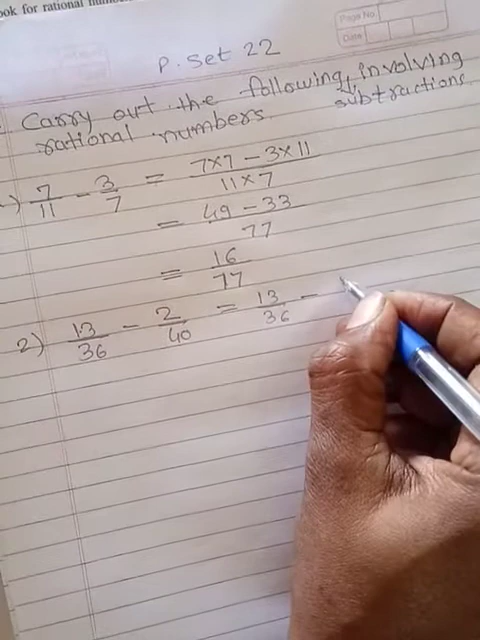 ook for rational num
Page No.
Date
P. Set 22
Carry out the following subtractions involving
rational numbers.
) 7/11 - 3/7 = (7×7 - 3×11)/(11×7)
= (49 - 33)/77
= 16/77
2) 13/36 - 2/40 = 13/36 -